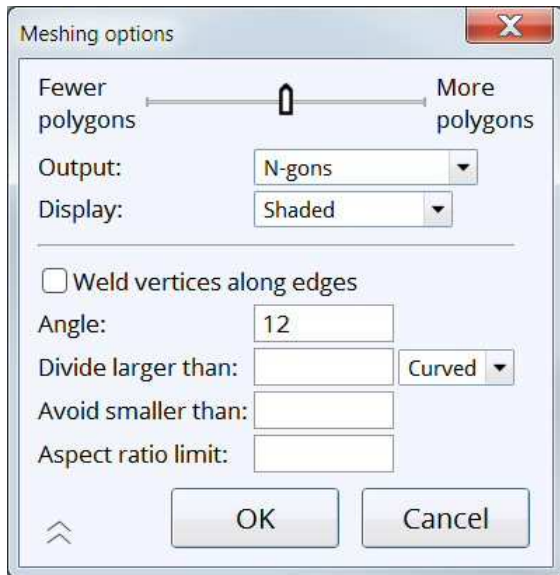 Meshing options
Fewer polygons
More polygons
Output: N-gons
Display: Shaded
Weld vertices along edges
Angle: 12
Divide larger than: Curved
Avoid smaller than:
Aspect ratio limit:
OK Cancel